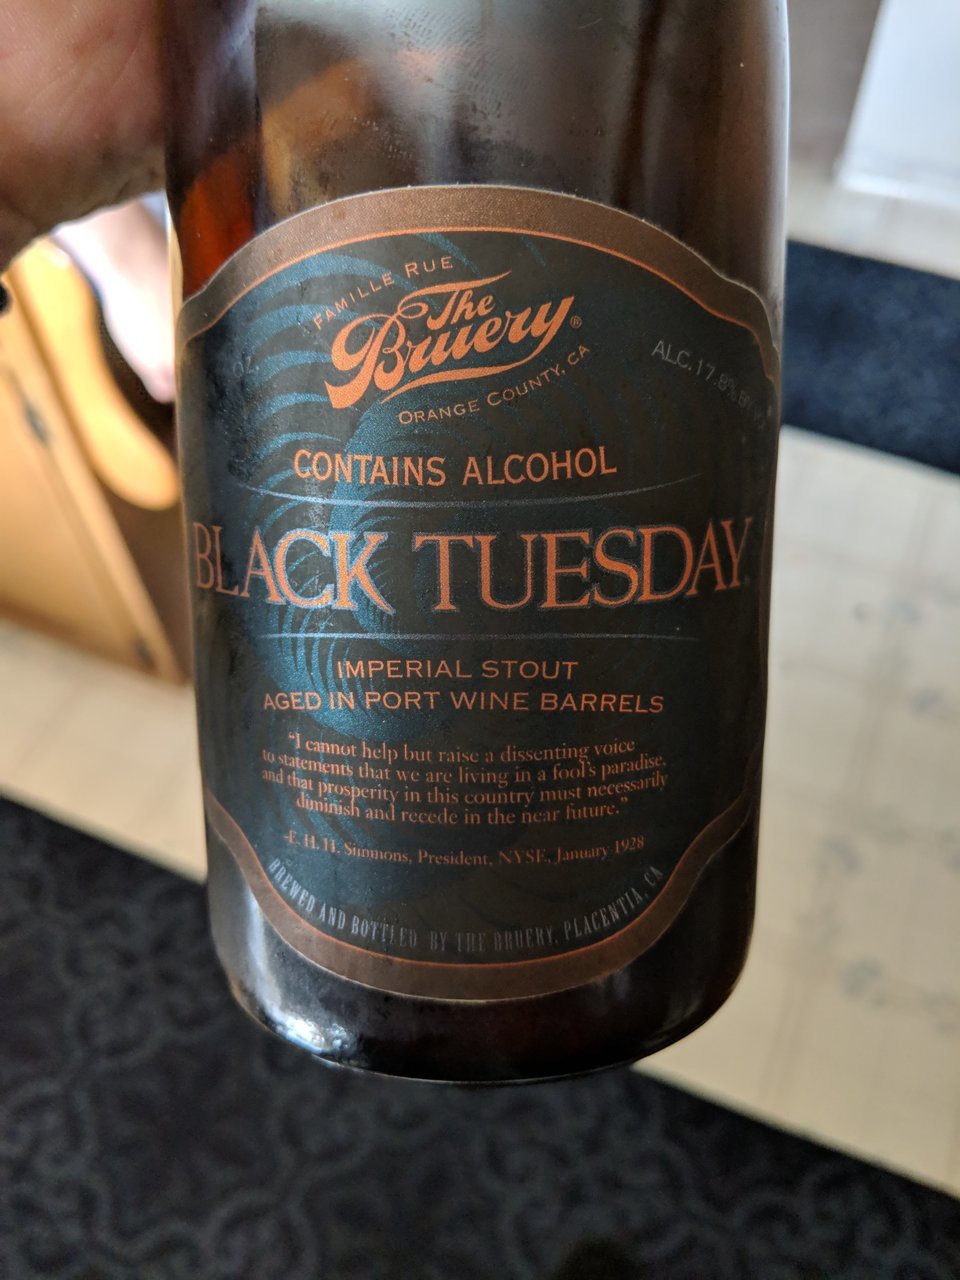 FAMILLE RUE
The
Bruery®
ORANGE COUNTY, CA
OZ.
ALC. 17.8% BY
CONTAINS ALCOHOL
BLACK TUESDAY
IMPERIAL STOUT
AGED IN PORT WINE BARRELS
"I cannot help but raise a dissenting voice
to statements that we are living in a fool's paradise,
and that prosperity in this country must necessarily
diminish and recede in the near future."
-E. H. H. Simmons, President, NYSE, January 1928
BREWED AND BOTTLED BY THE BRUERY, PLACENTIA, CA